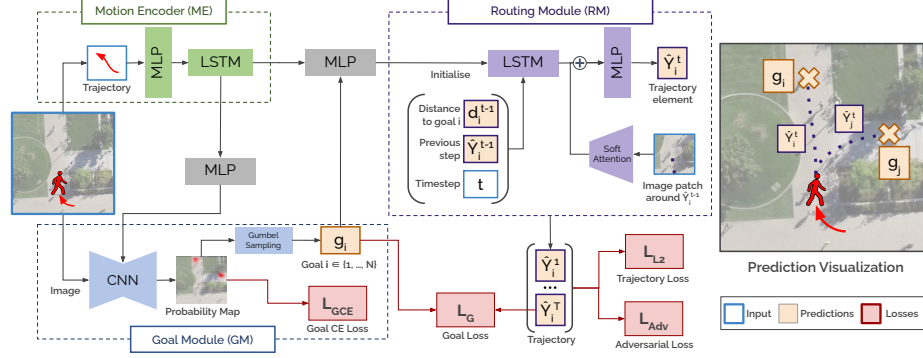 Motion Encoder (ME)
Trajectory
MLP
LSTM
MLP
MLP
Image
CNN
Probability Map
Gumbel
Sampling
g_i
Goal i ∈ {1, ..., N}
L_GCE
Goal CE Loss
Goal Module (GM)
Routing Module (RM)
Initialise
LSTM
+
MLP
Ŷ_i^t
Trajectory
element
Distance
to goal i
d_i^t-1
Previous
step
Ŷ_i^t-1
Timestep
t
Soft
Attention
Image patch
around Ŷ_i^t-1
L_G
Goal Loss
Ŷ_i^1
...
Ŷ_i^T
Trajectory
L_L2
Trajectory Loss
L_Adv
Adversarial Loss
g_i
Ŷ_i^t
Ŷ_j^t
g_j
Prediction Visualization
Input
Predictions
Losses